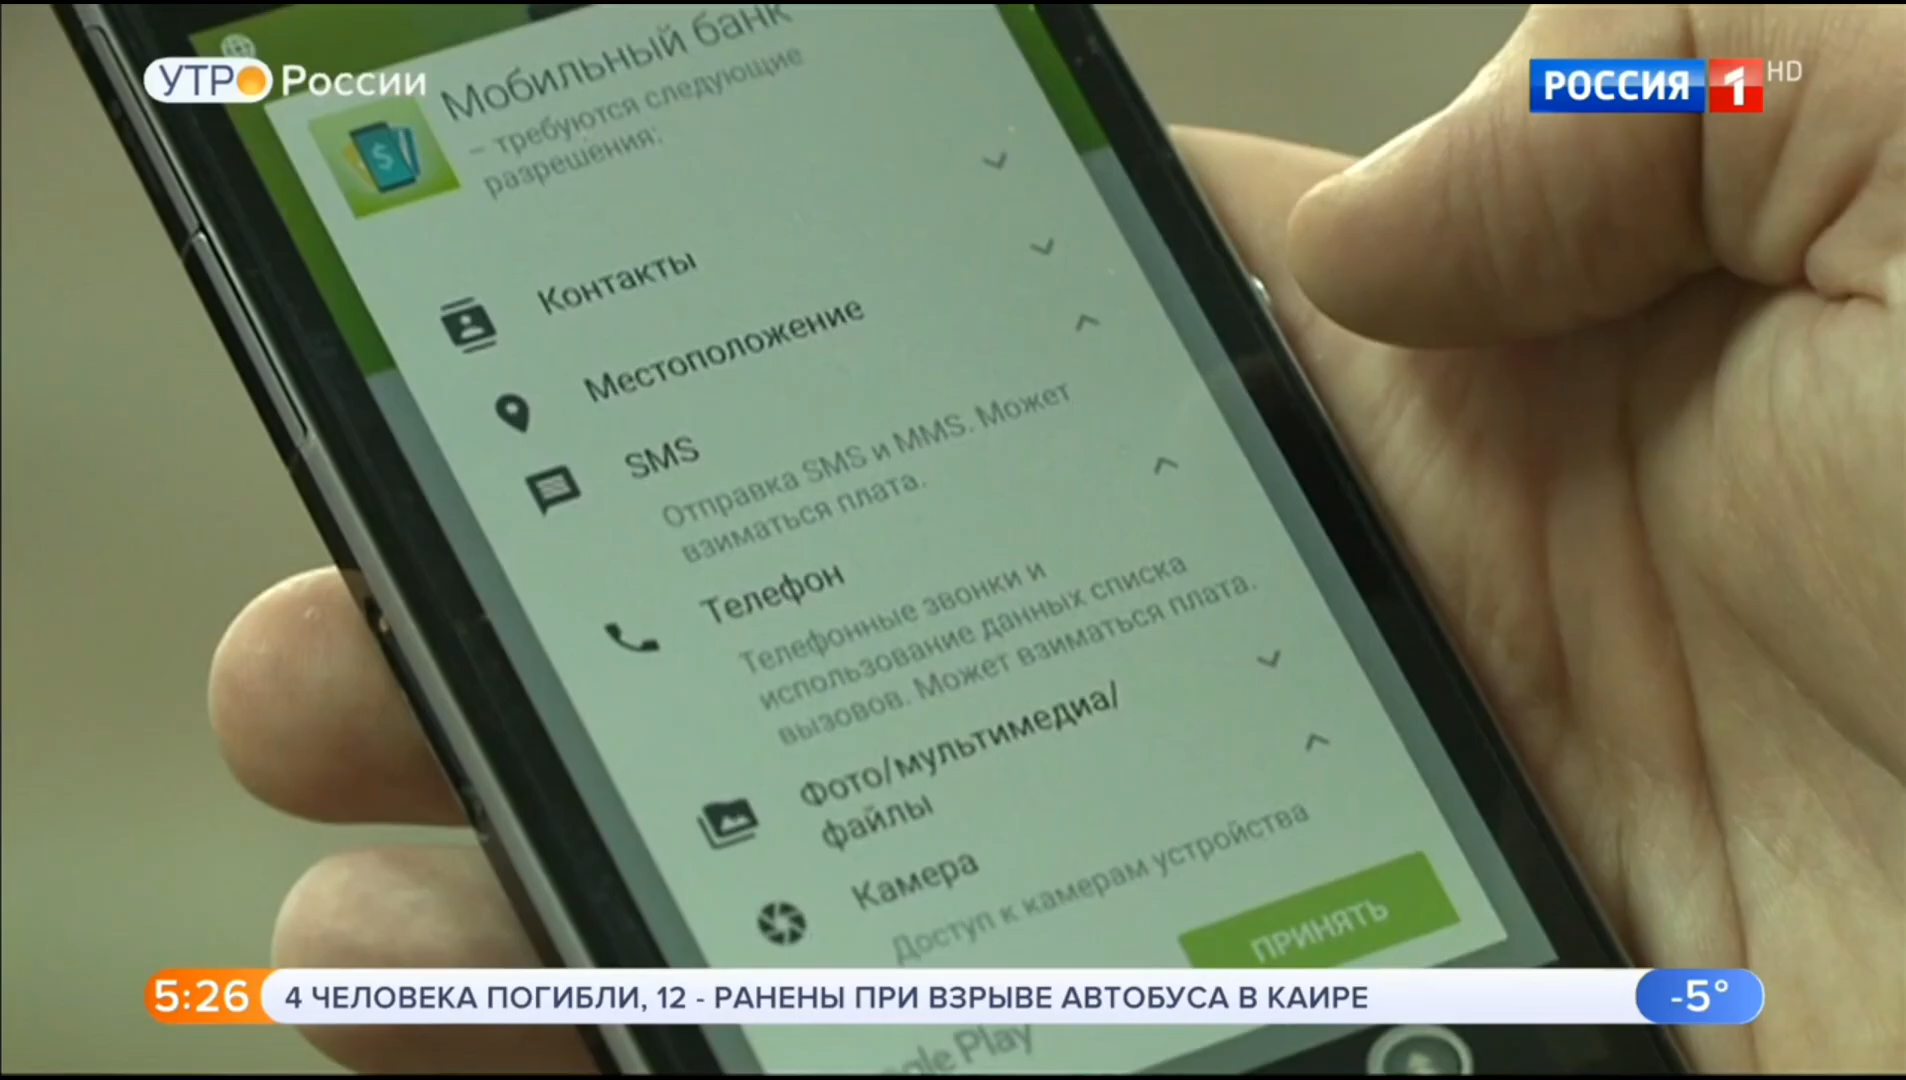 УТРО России
РОССИЯ 1 HD
Мобильный банк
– требуются следующие
разрешения:
Контакты
Местоположение
SMS
Отправка SMS и MMS. Может
взиматься плата.
Телефон
Телефонные звонки и
использование данных списка
вызовов. Может взиматься плата.
Фото/мультимедиа/
файлы
Камера
Доступ к камерам устройства
ПРИНЯТЬ
5:26 4 ЧЕЛОВЕКА ПОГИБЛИ, 12 - РАНЕНЫ ПРИ ВЗРЫВЕ АВТОБУСА В КАИРЕ -5°
Play